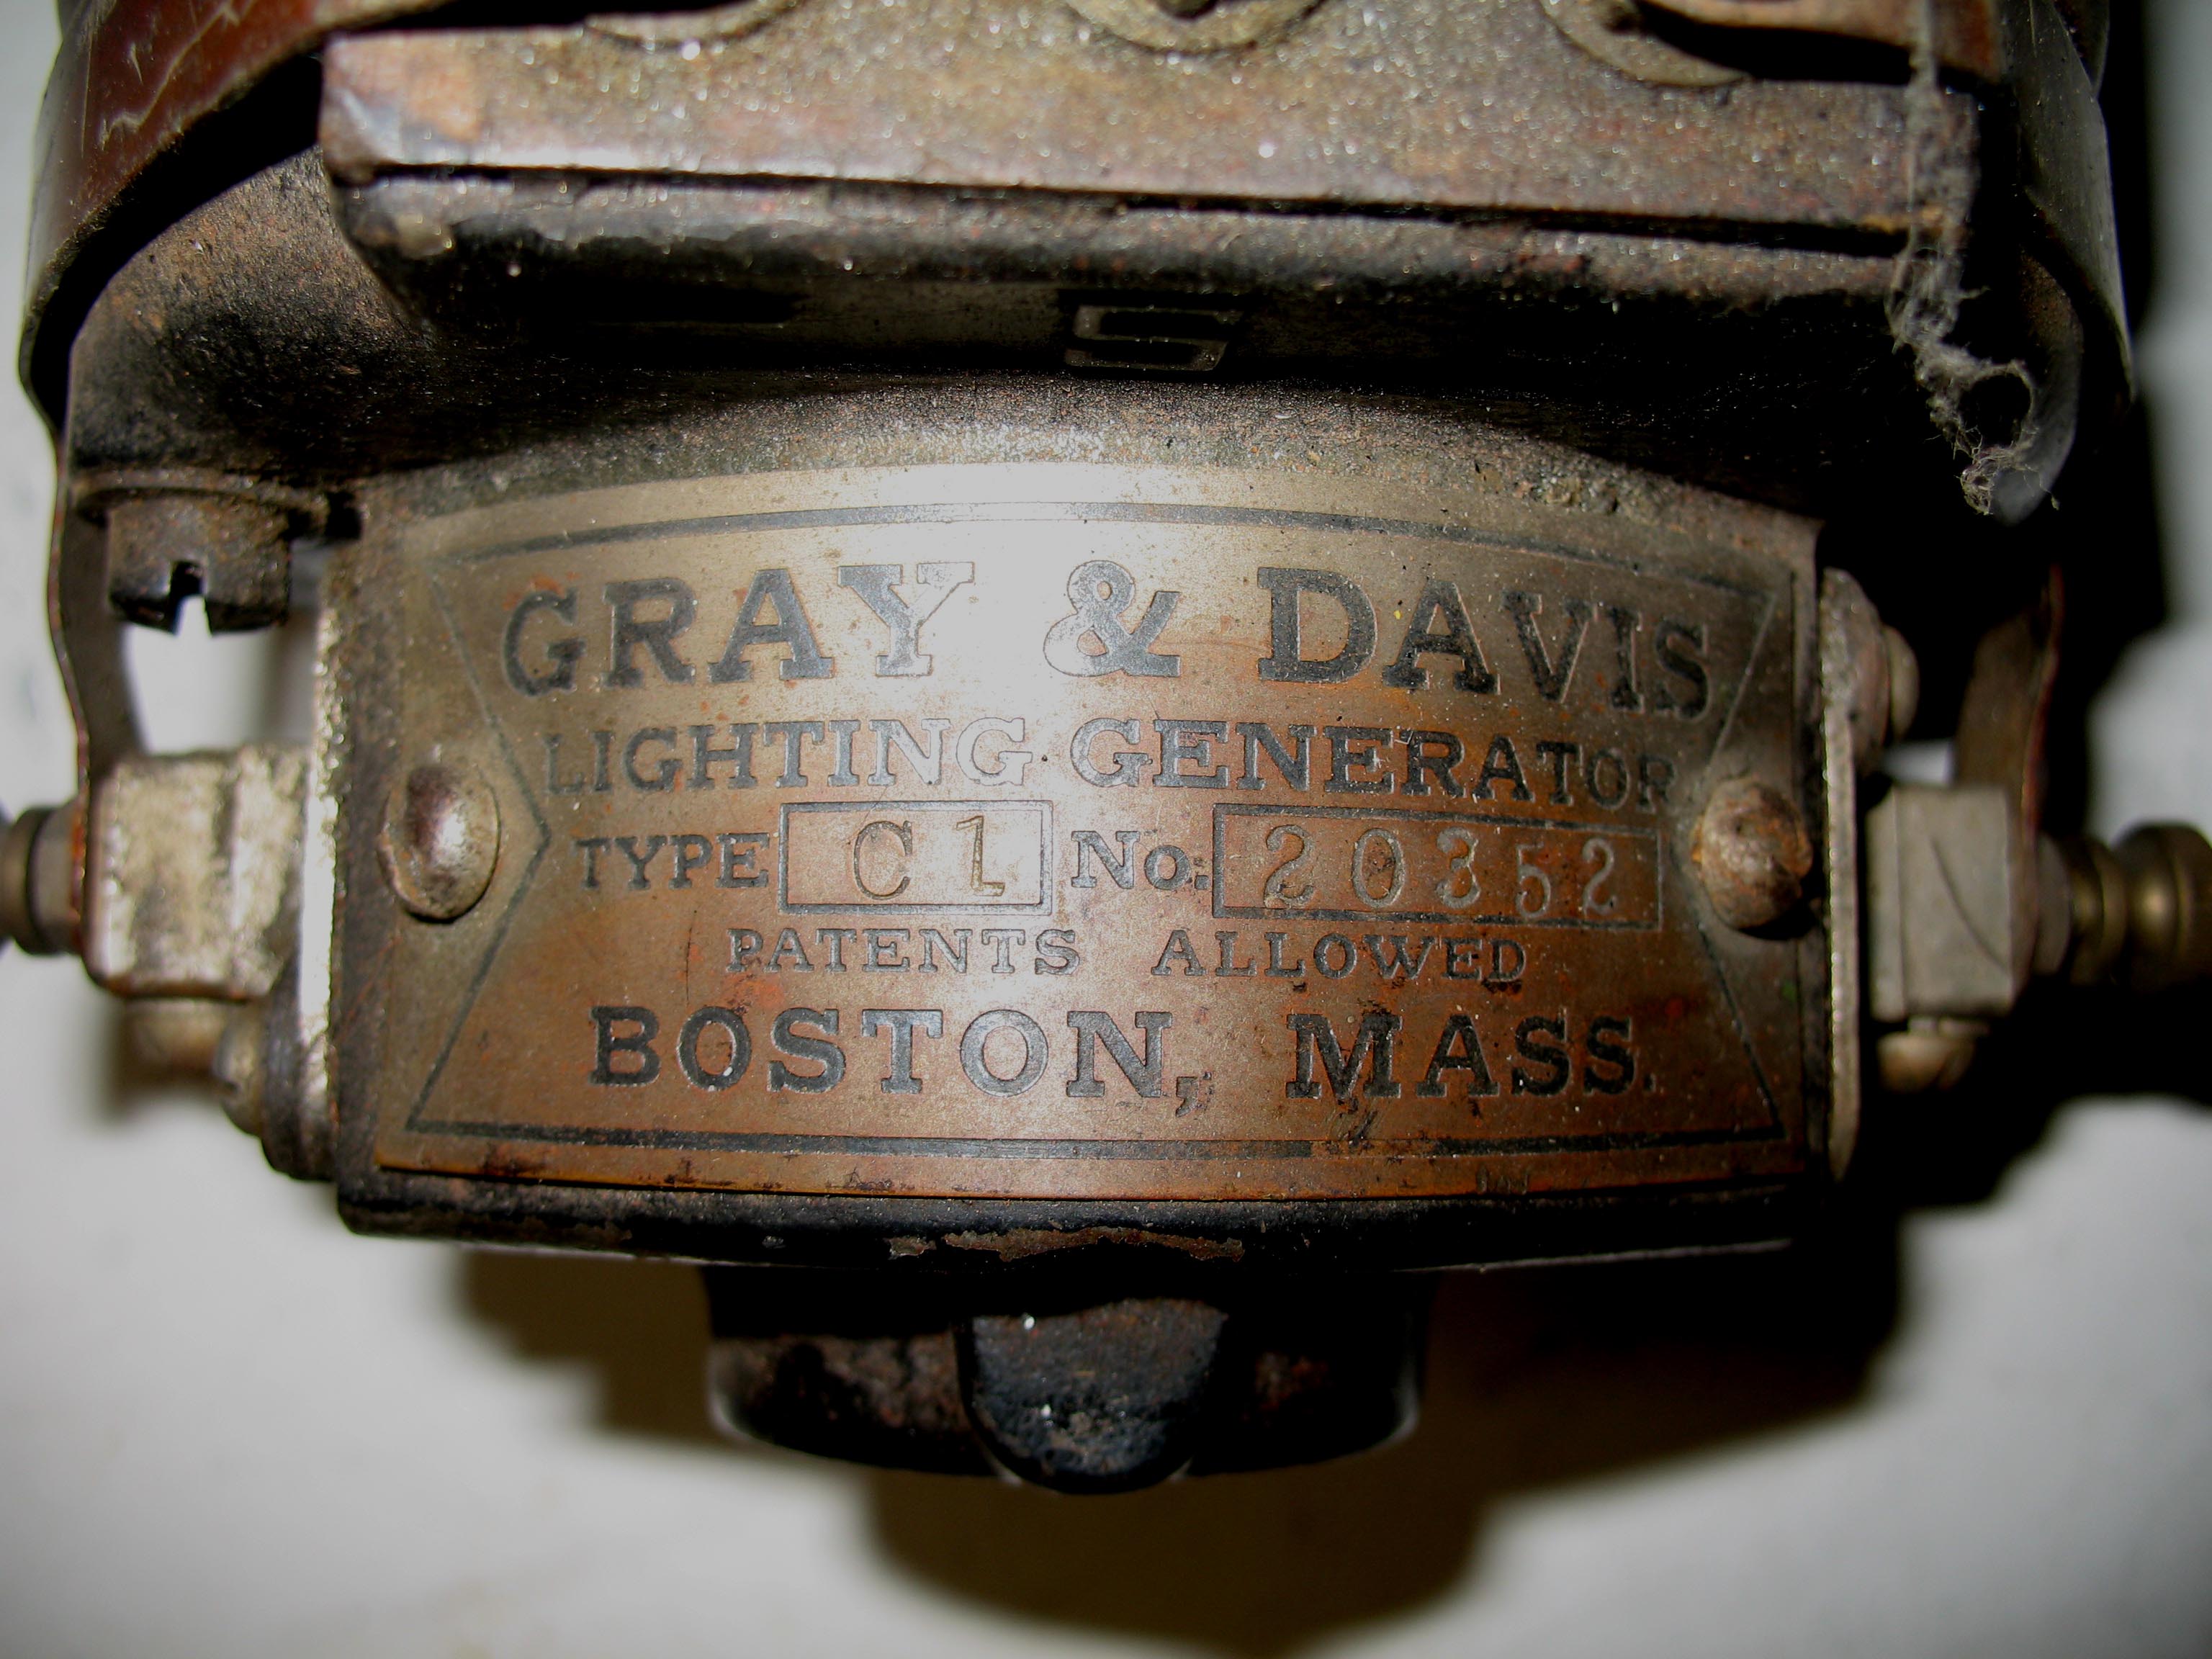 S
GRAY & DAVIS
LIGHTING GENERATOR
TYPE C1 No: 20352
PATENTS ALLOWED
BOSTON, MASS.